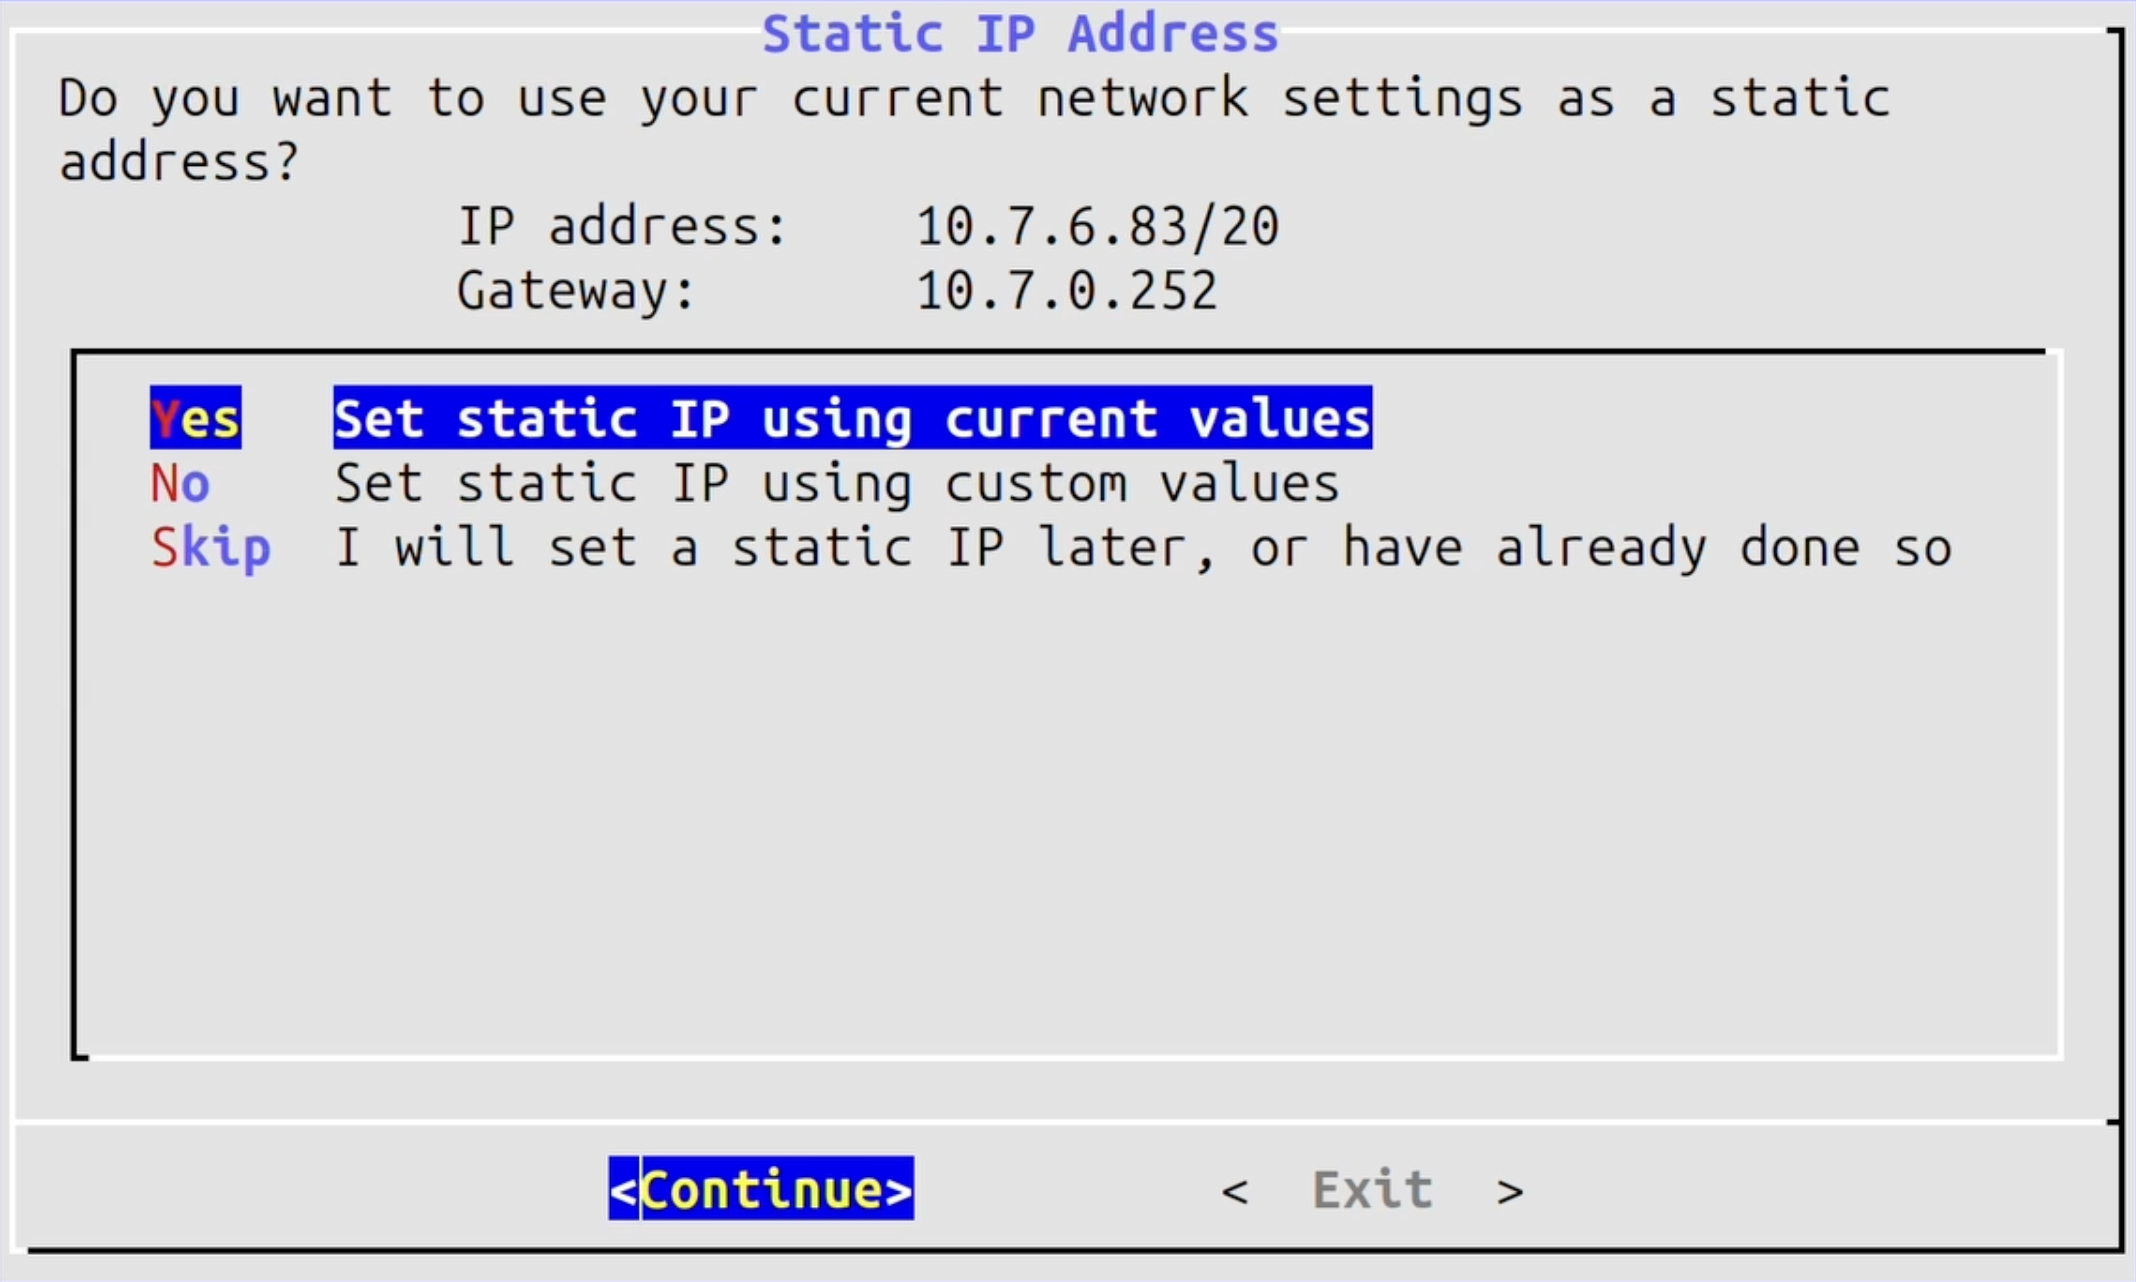 Static IP Address
Do you want to use your current network settings as a static
address?
IP address: 10.7.6.83/20
Gateway: 10.7.0.252
Yes Set static IP using current values
No Set static IP using custom values
Skip I will set a static IP later, or have already done so
<Continue> < Exit >